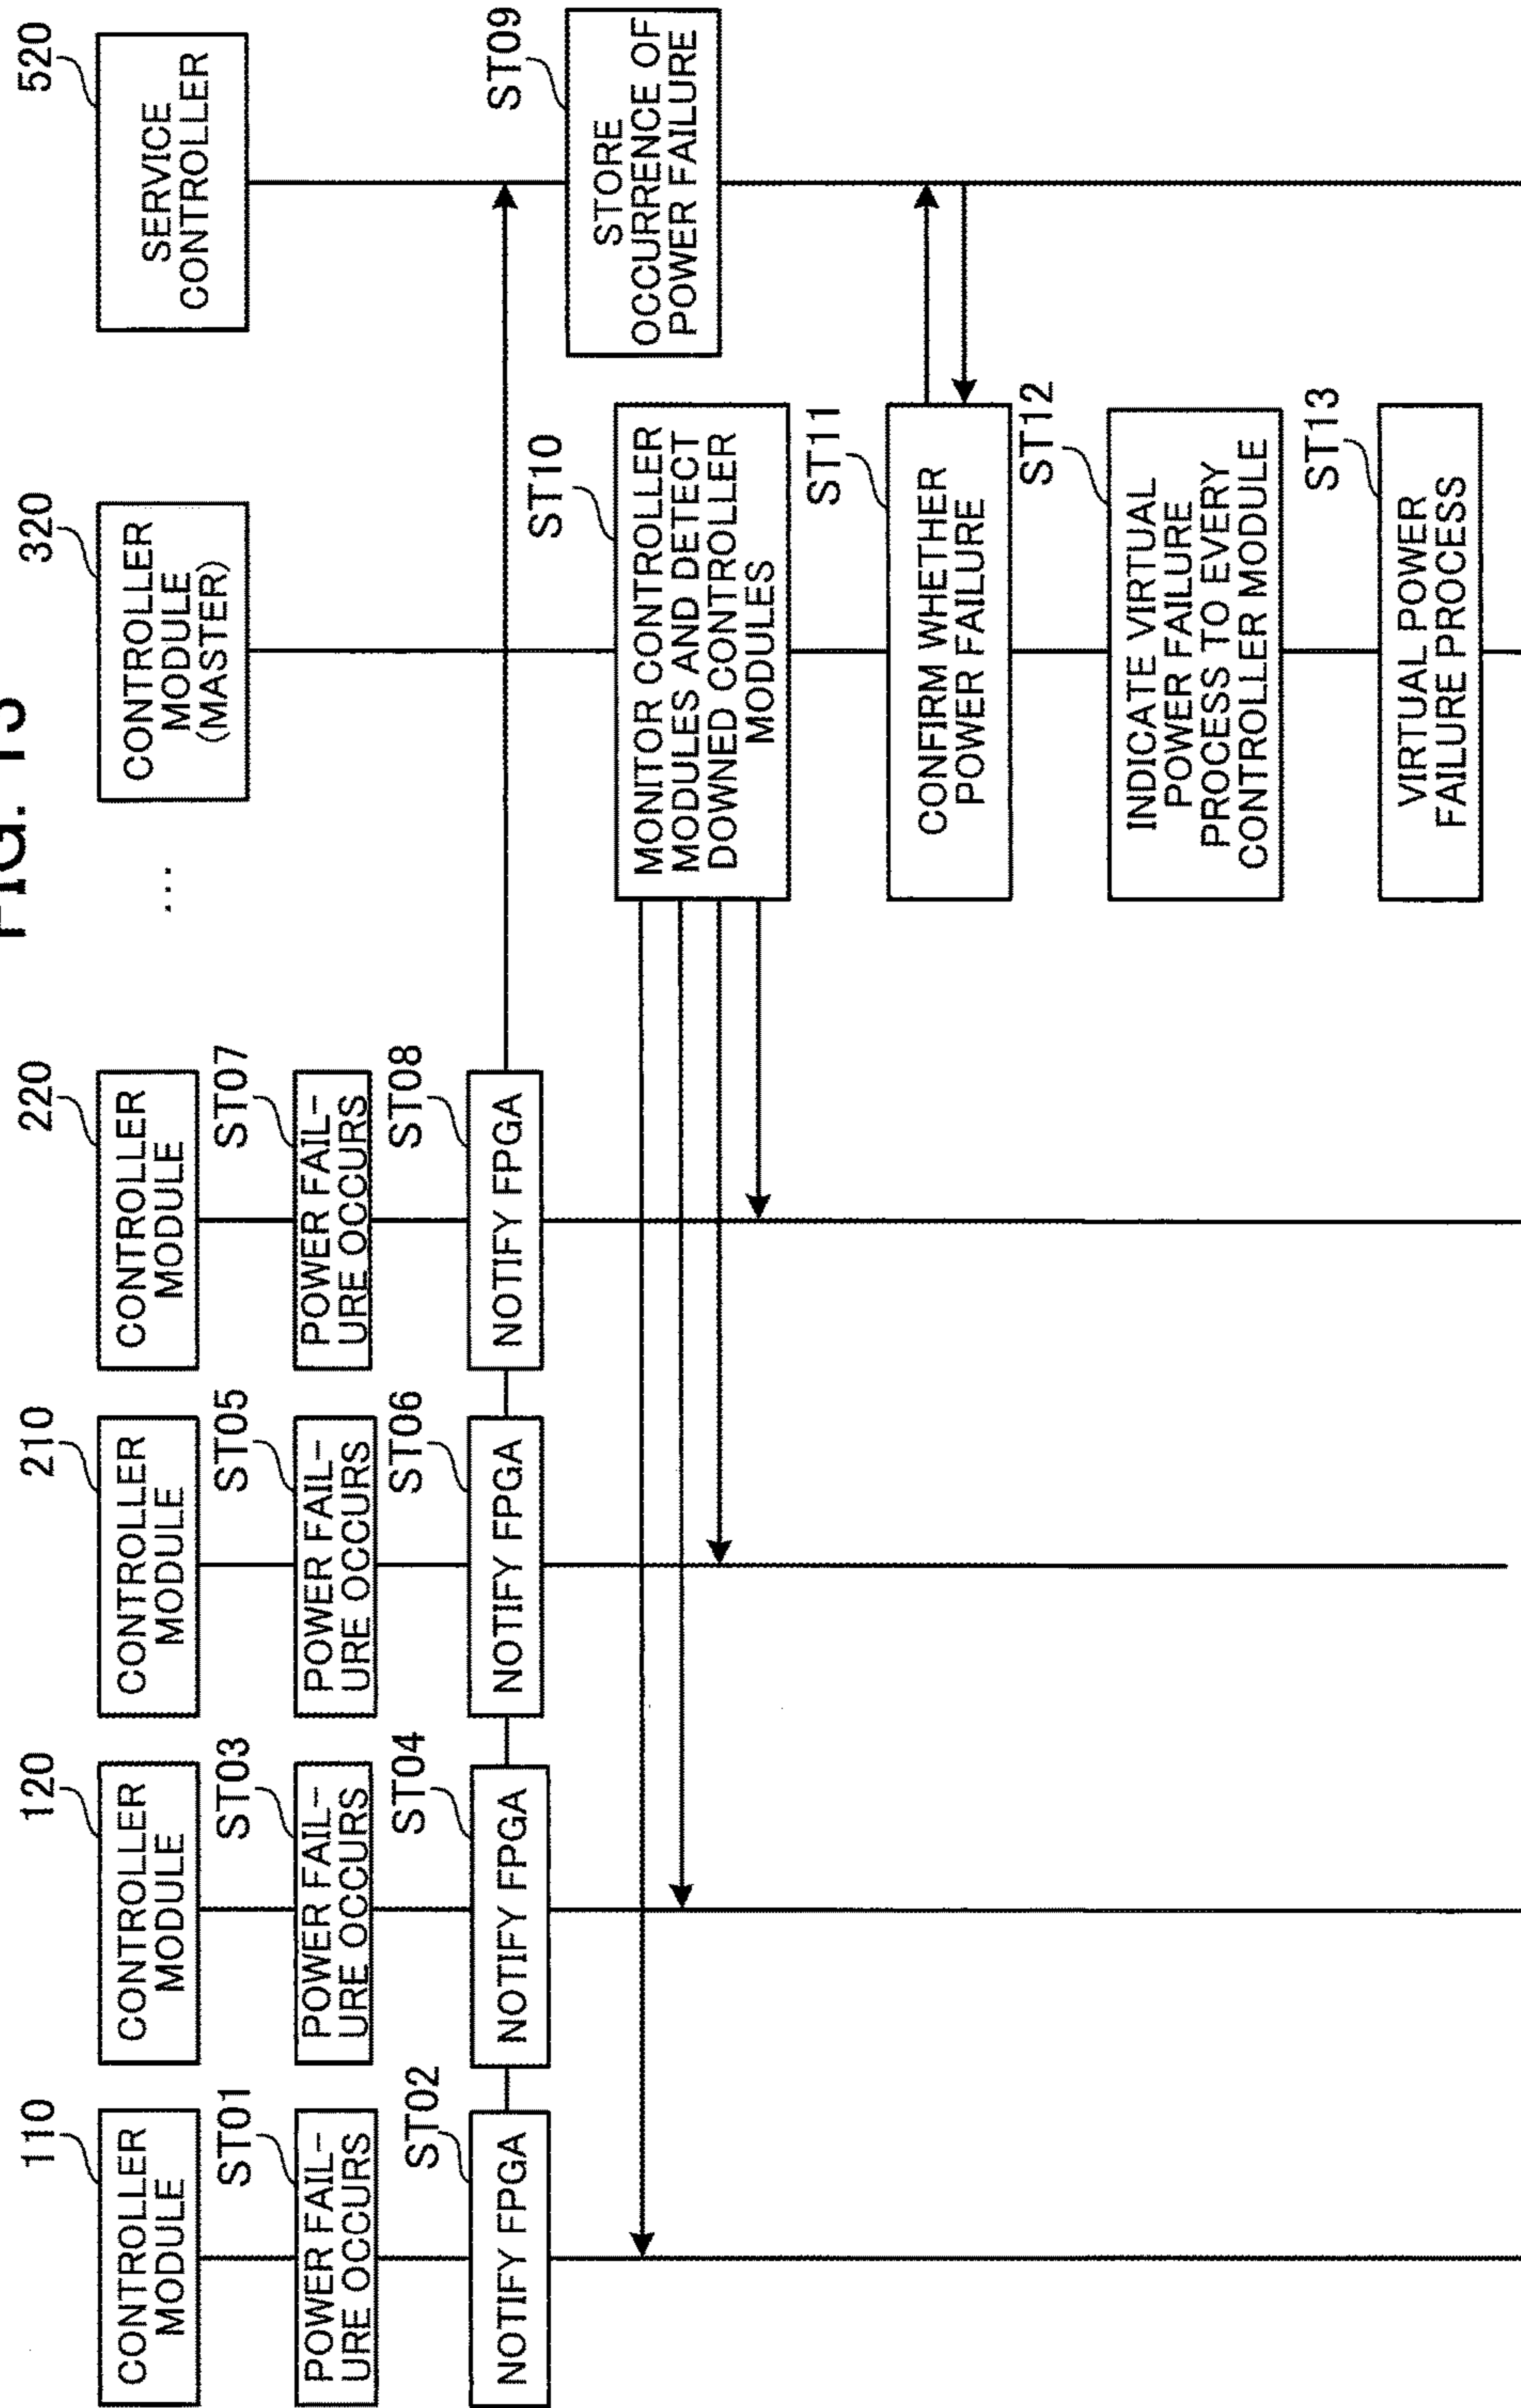 FIG.
110
CONTROLLER
MODULE
120
CONTROLLER
MODULE
210
CONTROLLER
MODULE
220
CONTROLLER
MODULE
...
320
CONTROLLER
MODULE
(MASTER)
520
SERVICE
CONTROLLER
ST01
POWER FAIL-
URE OCCURS
ST03
POWER FAIL-
URE OCCURS
ST05
POWER FAIL-
URE OCCURS
ST07
POWER FAIL-
URE OCCURS
ST02
NOTIFY FPGA
ST04
NOTIFY FPGA
ST06
NOTIFY FPGA
ST08
NOTIFY FPGA
ST09
STORE
OCCURRENCE OF
POWER FAILURE
ST10
MONITOR CONTROLLER
MODULES AND DETECT
DOWNED CONTROLLER
MODULES
ST11
CONFIRM WHETHER
POWER FAILURE
ST12
INDICATE VIRTUAL
POWER FAILURE
PROCESS TO EVERY
CONTROLLER MODULE
ST13
VIRTUAL POWER
FAILURE PROCESS